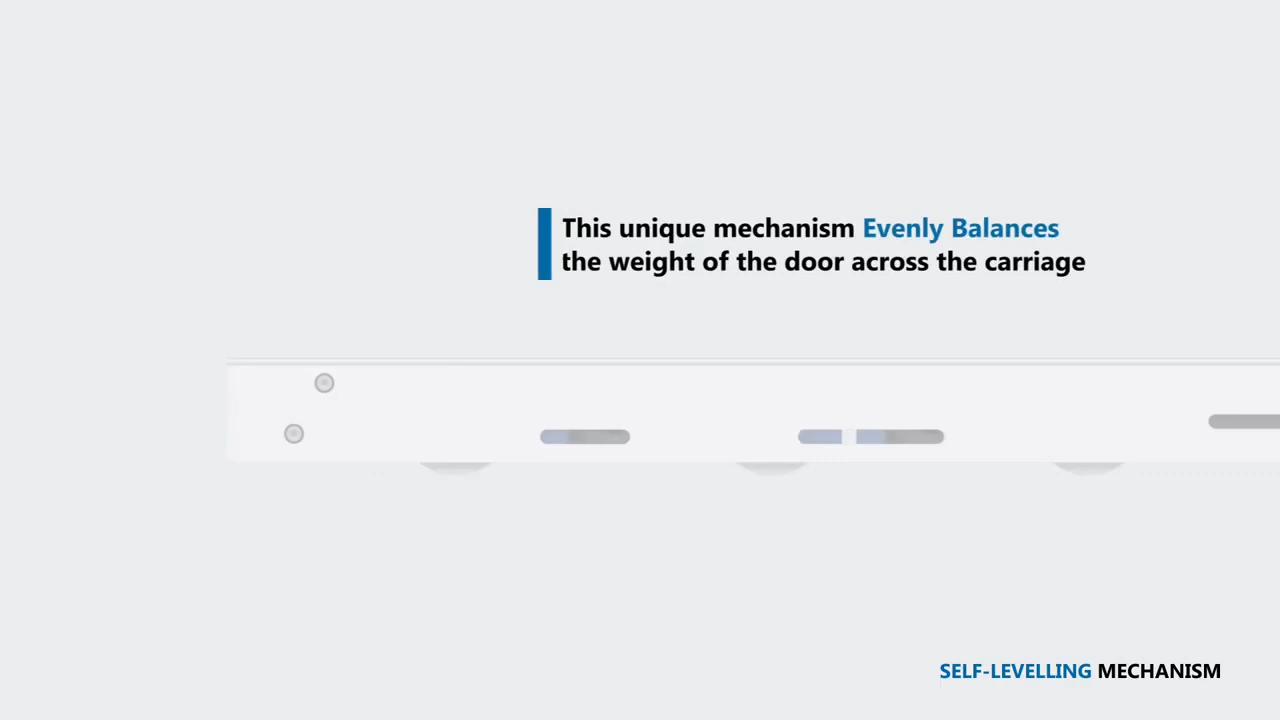 This unique mechanism Evenly Balances
the weight of the door across the carriage
SELF-LEVELLING MECHANISM